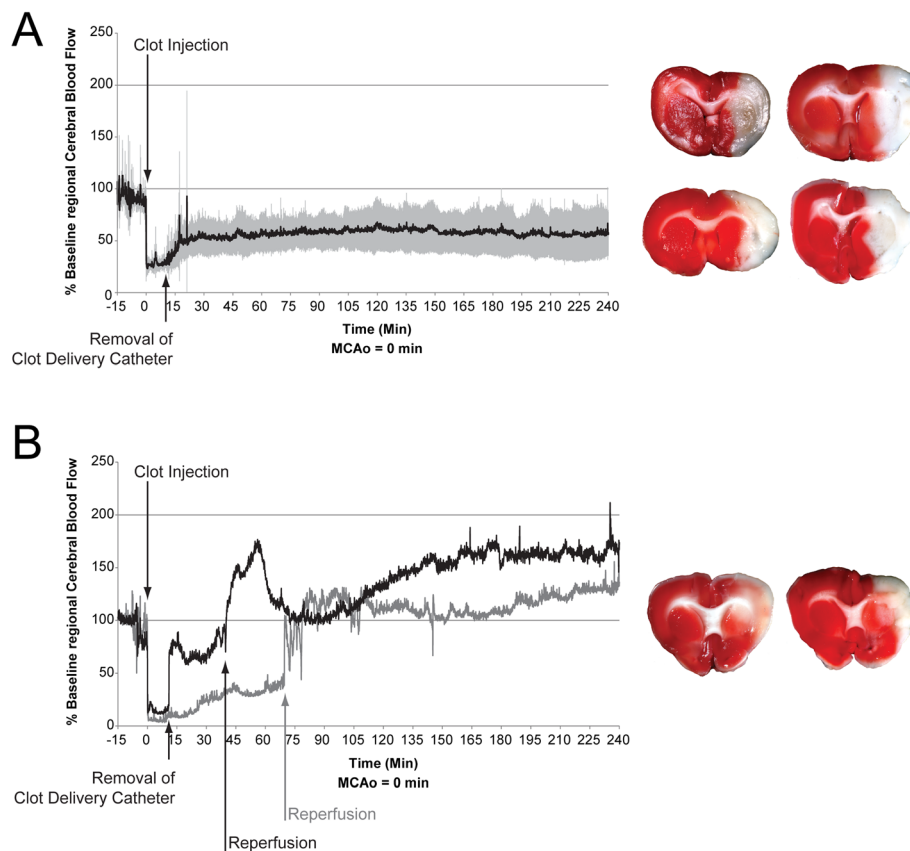 A
% Baseline regional Cerebral Blood Flow
250
200
150
100
50
0
Clot Injection
-15 0 15 30 45 60 75 90 105 120 135 150 165 180 195 210 225 240
Removal of
Clot Delivery Catheter
Time (Min)
MCAo = 0 min
B
% Baseline regional Cerebral Blood Flow
250
200
150
100
50
0
Clot Injection
-15 0 15 30 45 60 75 90 105 120 135 150 165 180 195 210 225 240
Removal of
Clot Delivery Catheter
Time (Min)
MCAo = 0 min
Reperfusion
Reperfusion